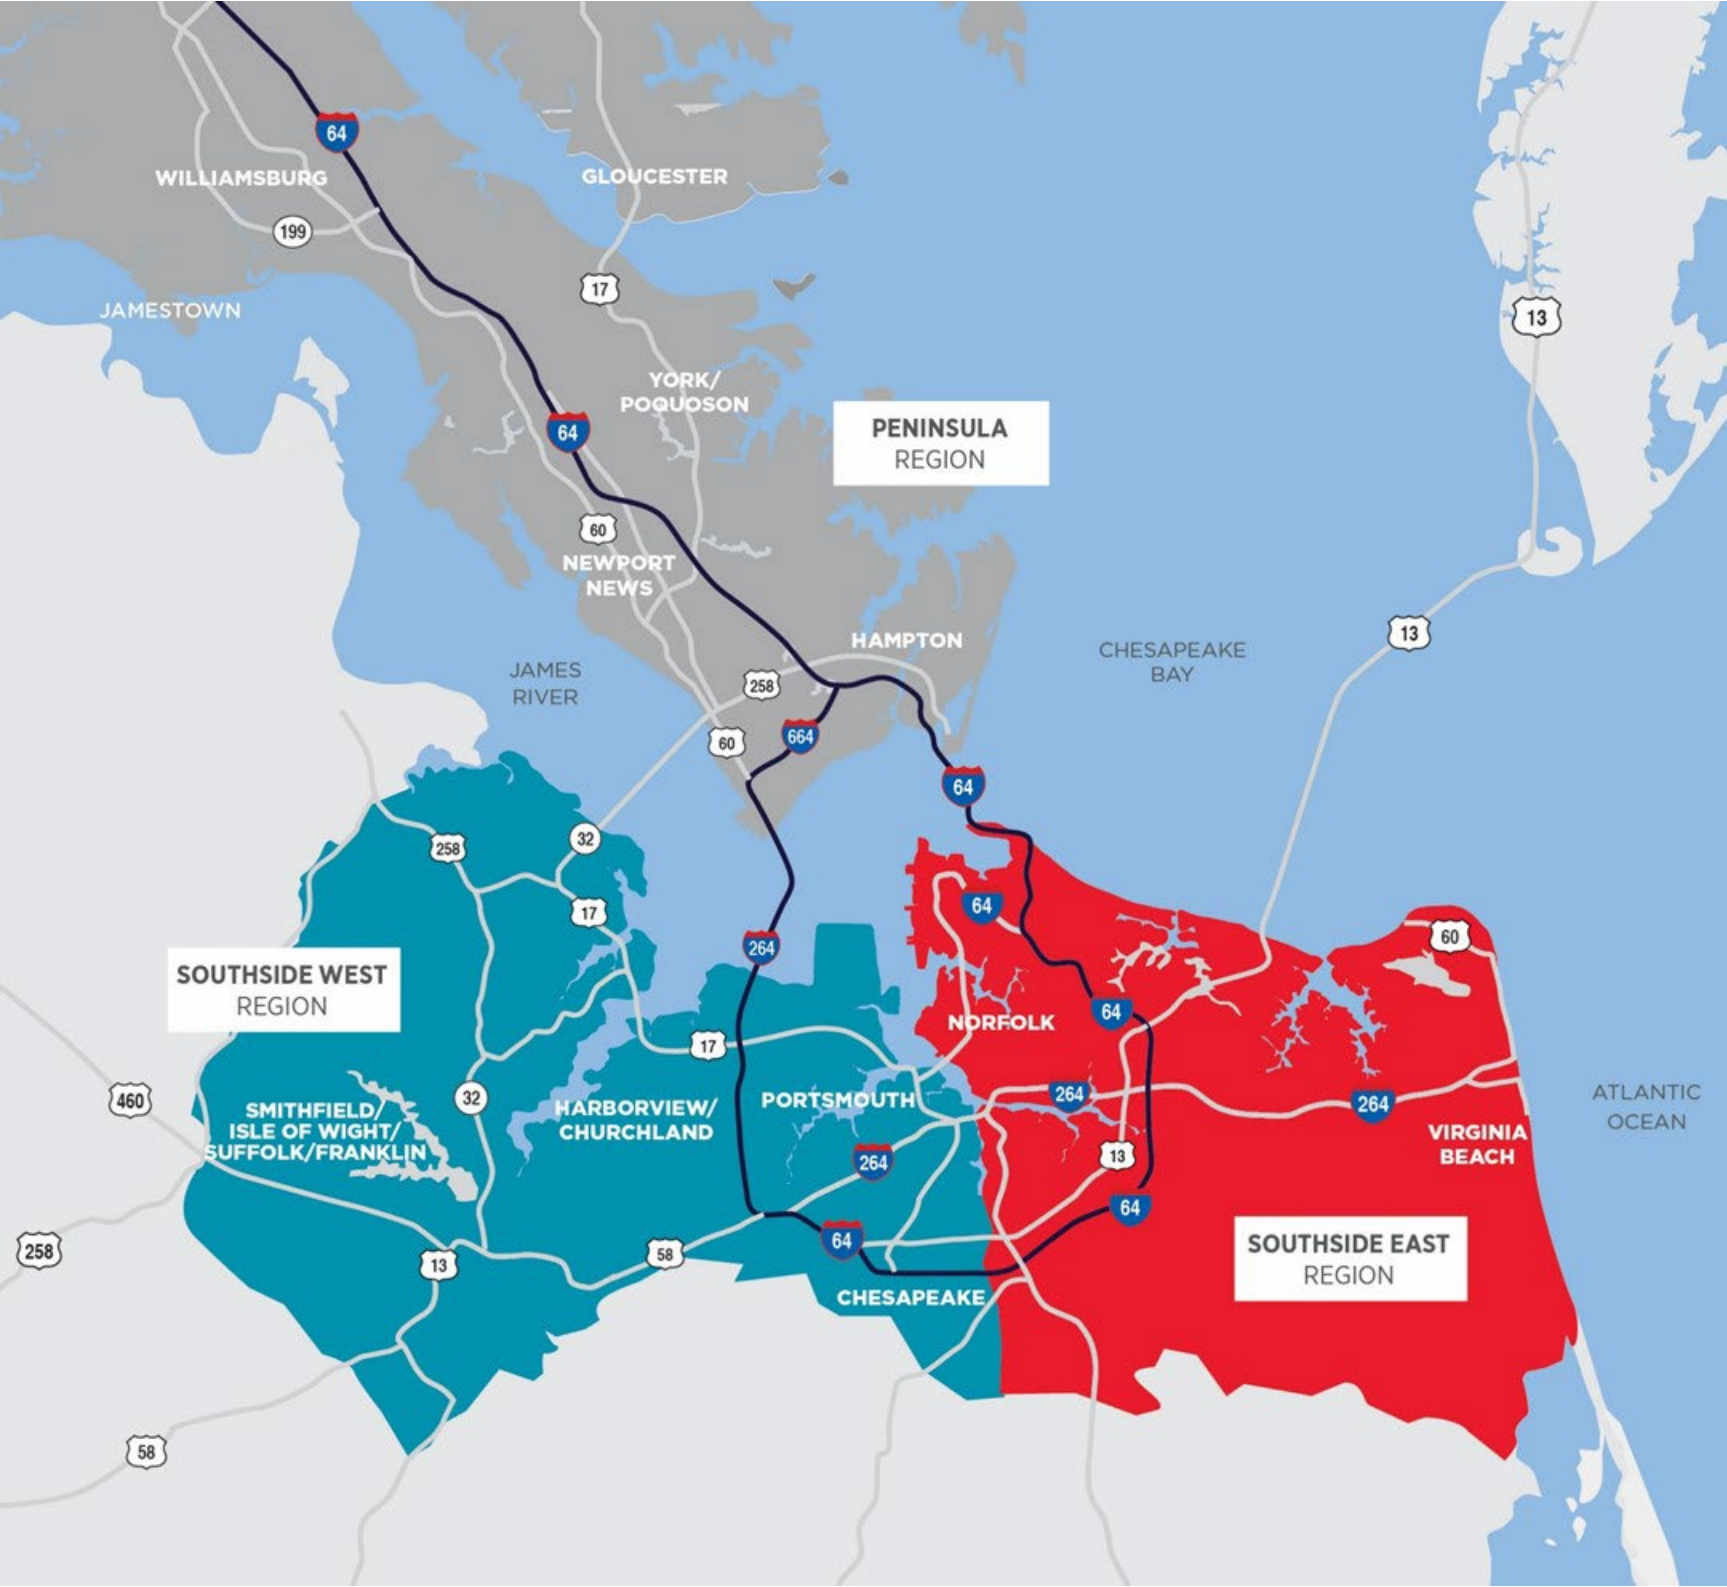 64
WILLIAMSBURG
GLOUCESTER
199
17
JAMESTOWN
13
YORK/
POQUOSON
64
PENINSULA
REGION
60
NEWPORT
NEWS
13
HAMPTON
CHESAPEAKE
BAY
JAMES
RIVER
258
664
60
64
32
258
64
17
60
264
SOUTHSIDE WEST
REGION
64
NORFOLK
17
264
264
460
32
PORTSMOUTH
SMITHFIELD/
ISLE OF WIGHT/
SUFFOLK/FRANKLIN
HARBORVIEW/
CHURCHLAND
ATLANTIC
OCEAN
VIRGINIA
BEACH
264
13
64
258
58
13
64
SOUTHSIDE EAST
REGION
CHESAPEAKE
58